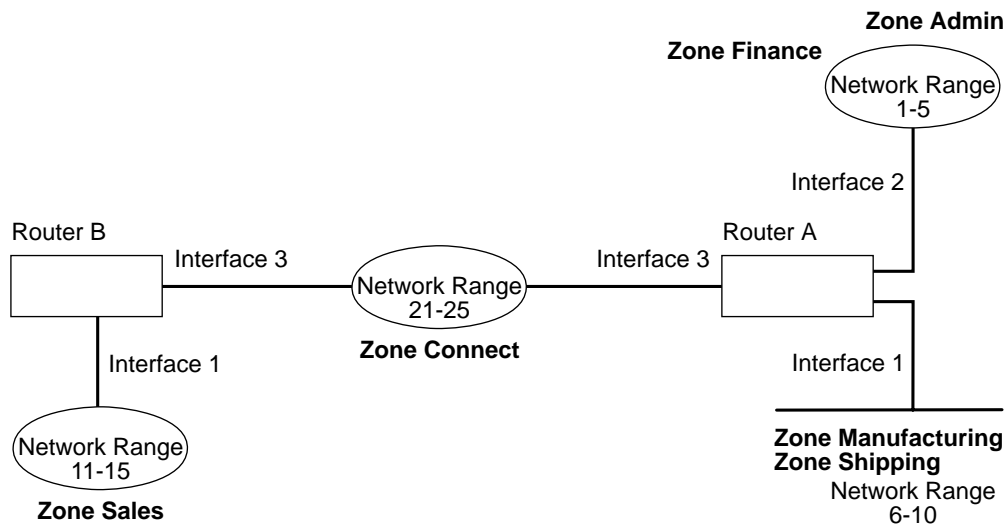 Zone Admin
Zone Finance
Network Range
1-5
Interface 2
Router B
Router A
Interface 3
Interface 3
Network Range
21-25
Zone Connect
Interface 1
Interface 1
Network Range
11-15
Zone Sales
Zone Manufacturing
Zone Shipping
Network Range
6-10